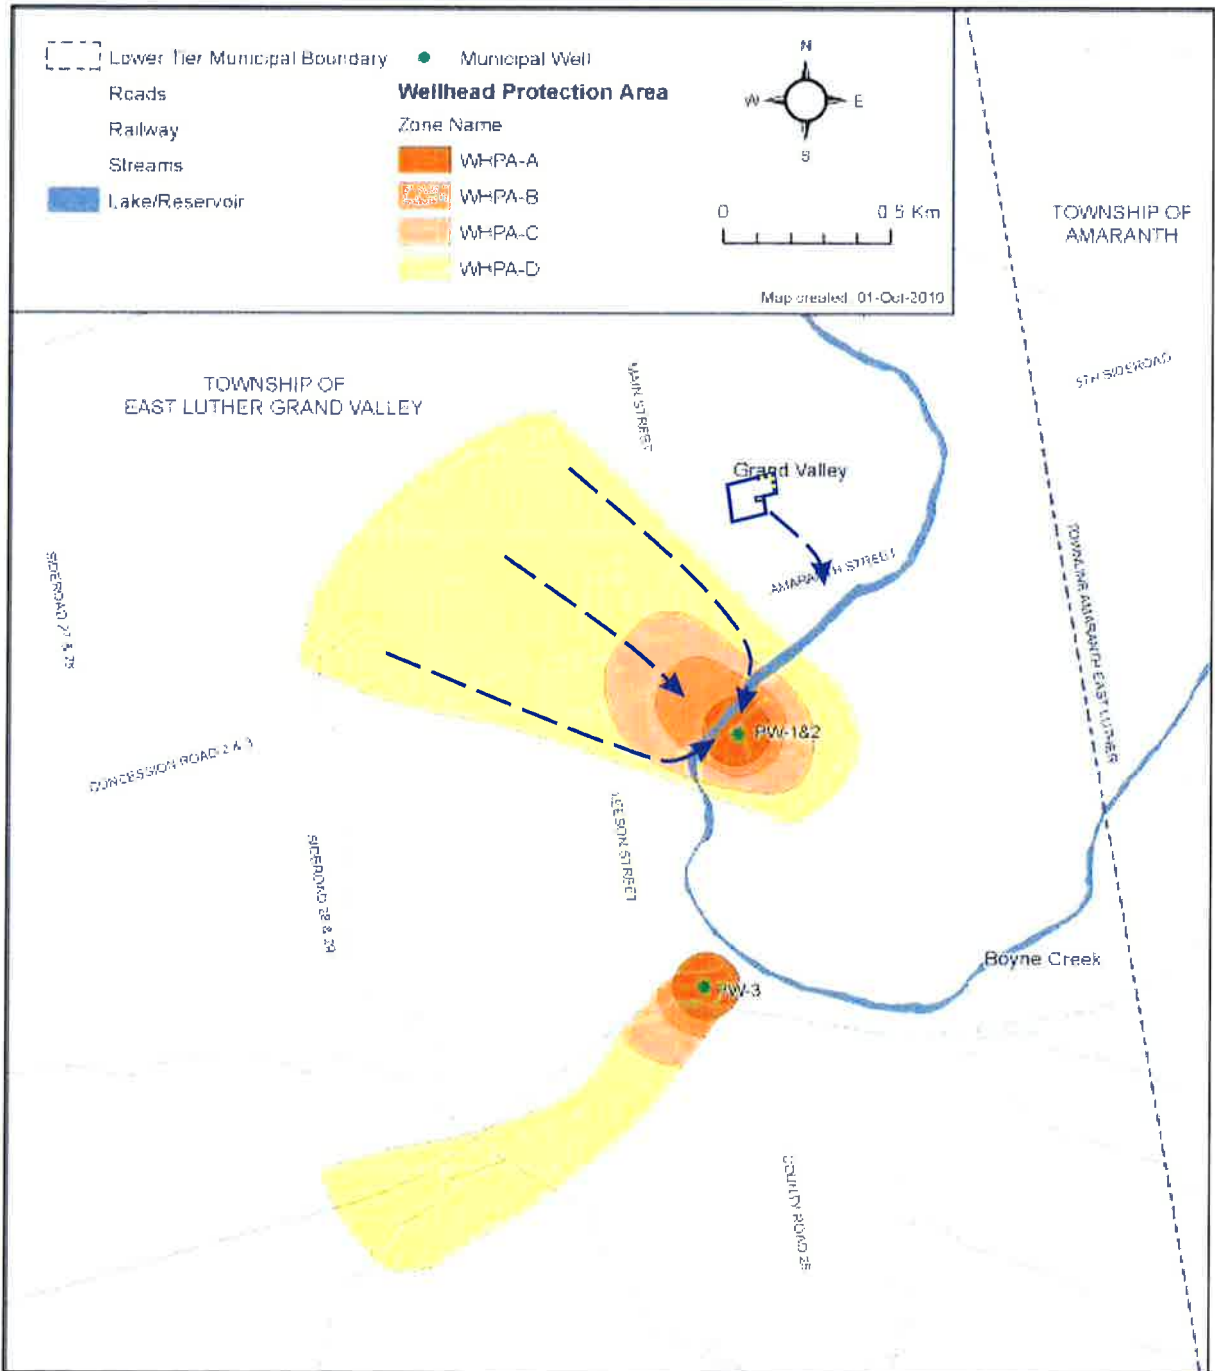 Lower Tier Municipal Boundary
Roads
Railway
Streams
Lake/Reservoir
Municipal Well
Wellhead Protection Area
Zone Name
WHPA-A
WHPA-B
WHPA-C
WHPA-D
N
W E
S
0 0.5 Km
Map created: 01-Oct-2010
TOWNSHIP OF
AMARANTH
TOWNSHIP OF
EAST LUTHER GRAND VALLEY
MAIN STREET
5TH SIDEROAD
Grand Valley
AMARANTH STREET
SIDEROAD
TOWNLINE AMARANTH EAST LUTHER
PW-1&2
CONCESSION ROAD 2 & 3
LEESON STREET
SIDEROAD 28 & 29
Boyne Creek
PW-3
COUNTY ROAD 25